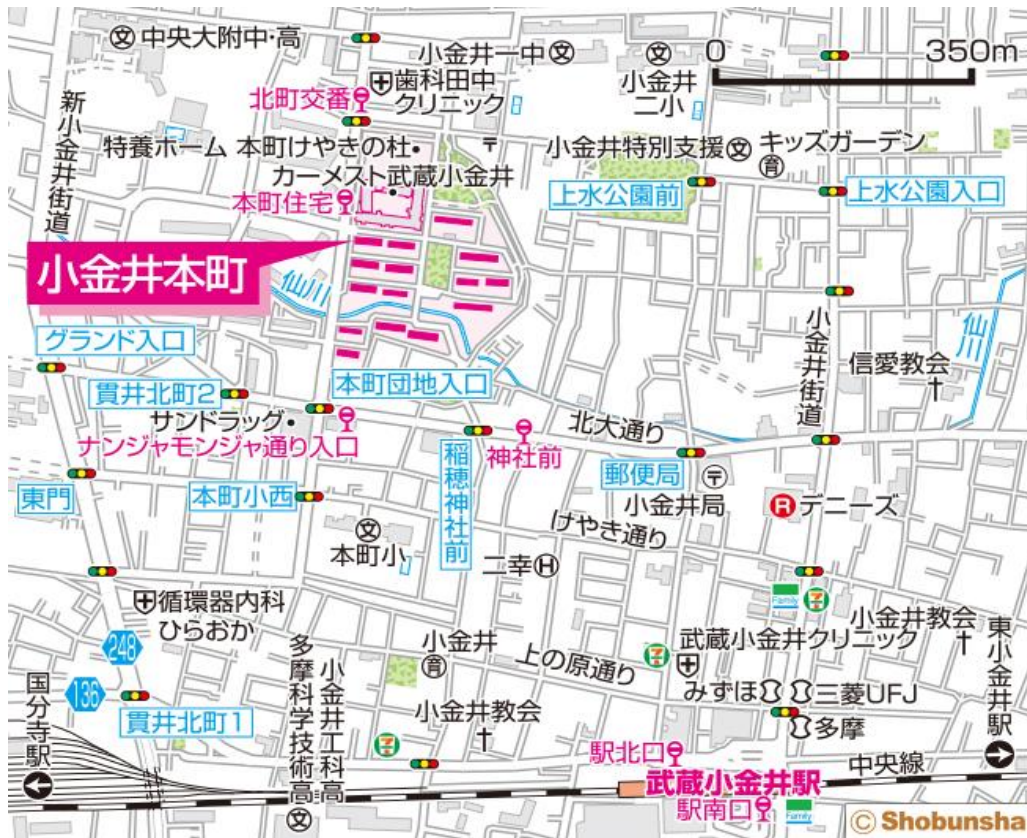 中央大附中・高
小金井一中
小金井
二小
0
350m
歯科田中
クリニック
北町交番
新小金井街道
特養ホーム 本町けやきの杜
カーメスト武蔵小金井
〒
小金井特別支援
キッズガーデン
育
本町住宅
上水公園前
上水公園入口
小金井本町
仙川
グランド入口
小金井街道
仙川
信愛教会
貫井北町2
本町団地入口
サンドラッグ・
ナンジャモンジャ通り入口
北大通り
稲穂神社前
神社前
郵便局
〒
東門
本町小西
小金井局
R デニーズ
文
本町小
けやき通り
二幸 H
循環器内科
ひらおか
Family
7
小金井教会
248
136
小金井
育
上の原通り
7
武蔵小金井クリニック
みずほ
三菱UFJ
多摩
東小金井駅
国分寺駅
貫井北町1
多摩科学技術高
小金井工科高
文
小金井教会
7
駅北口
武蔵小金井駅
駅南口
中央線
Family
© Shobunsha